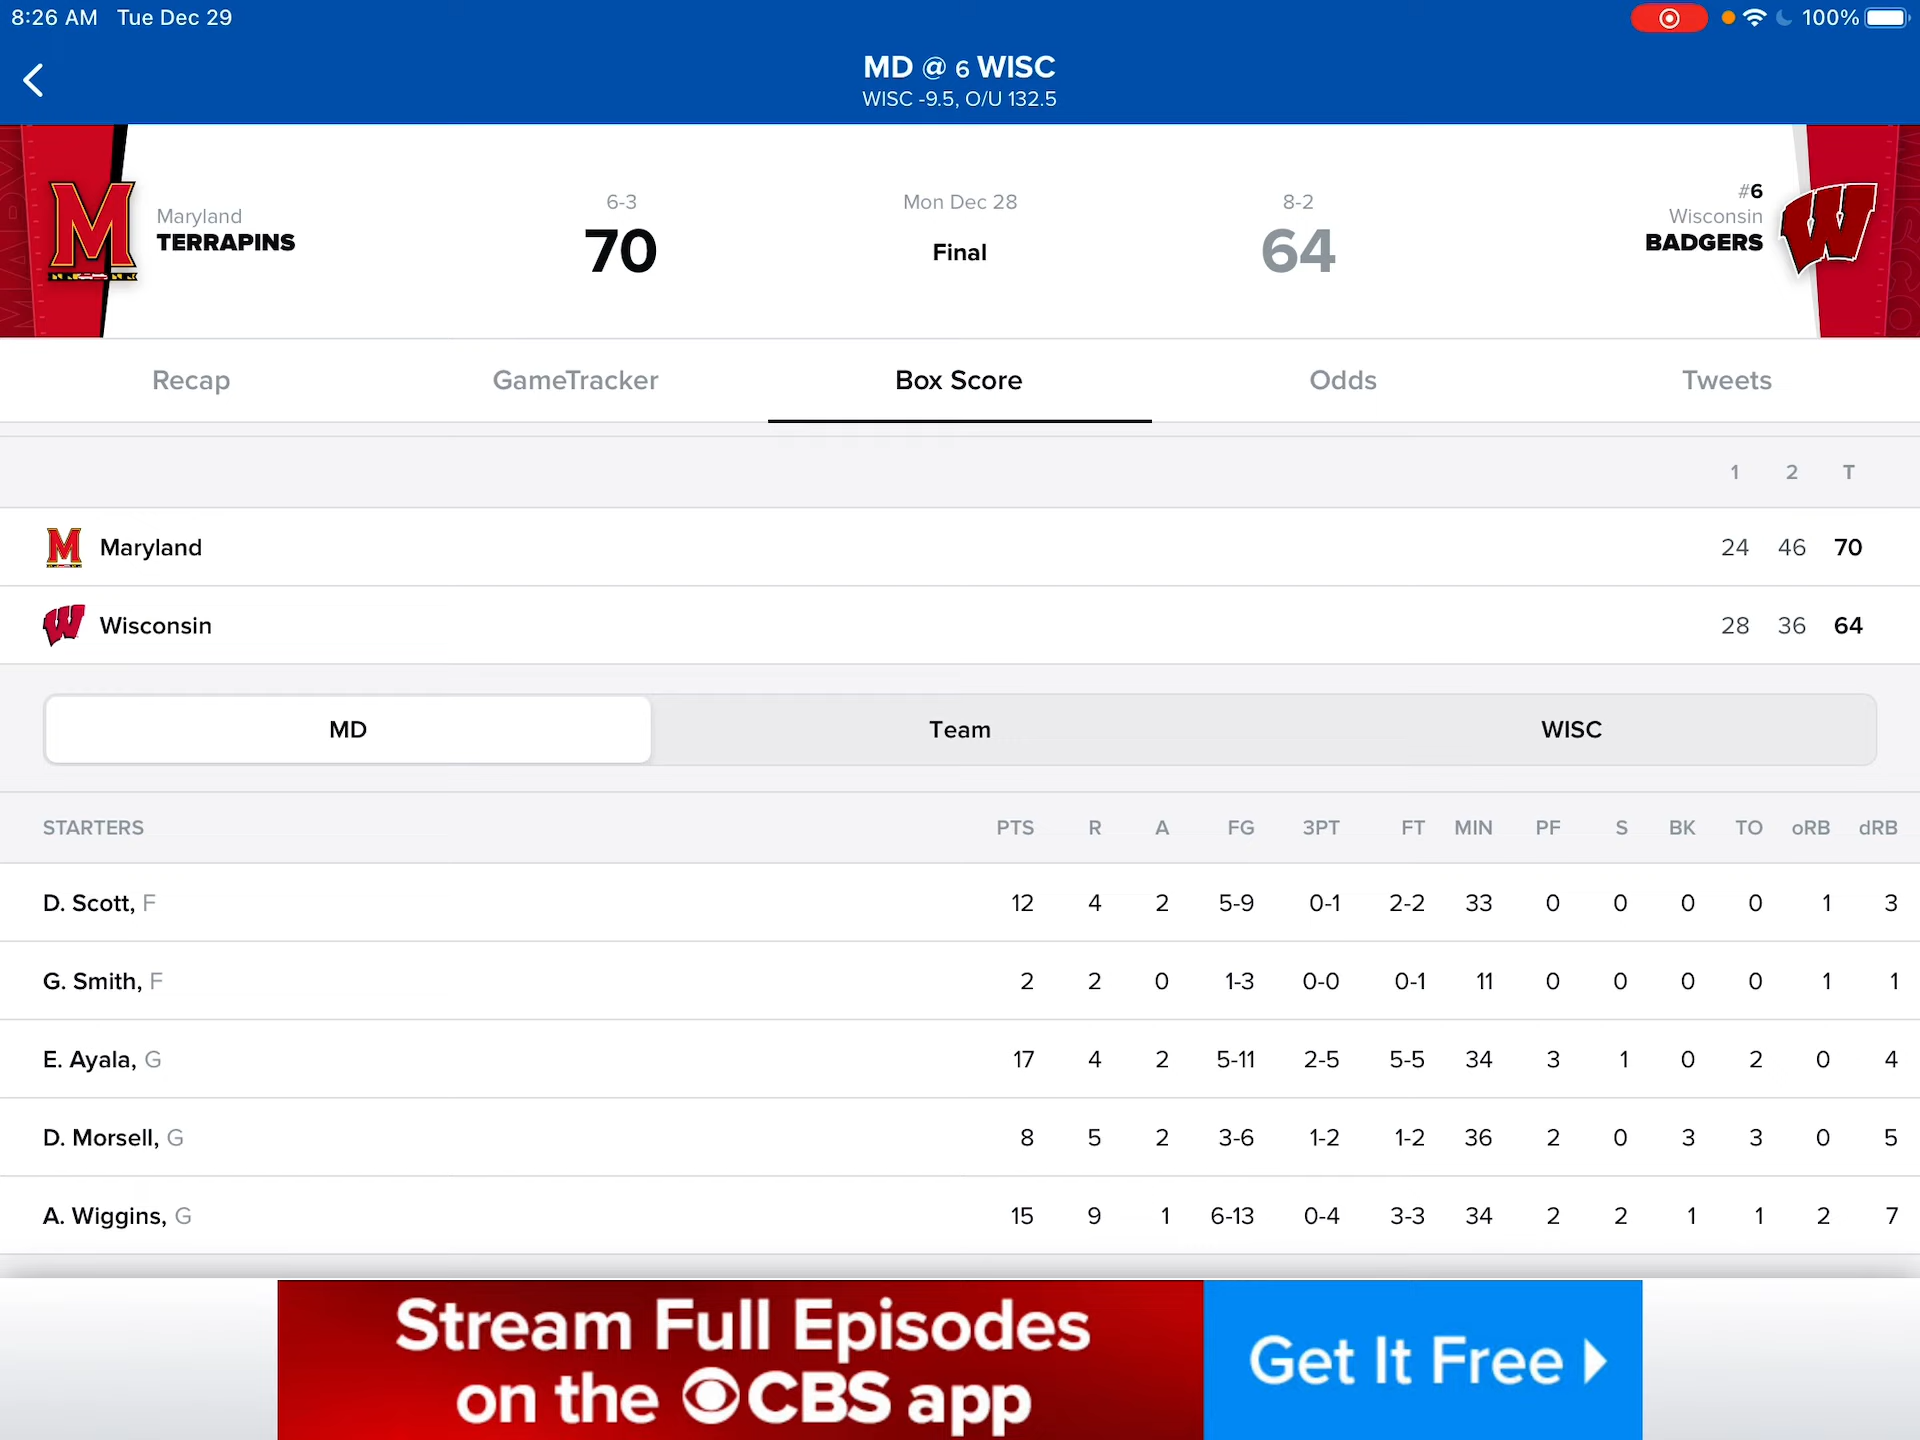 8:26 AM Tue Dec 29 100%
MD @ 6 WISC
WISC -9.5, O/U 132.5
Maryland
TERRAPINS
6-3
70
Mon Dec 28
Final
8-2
64
#6
Wisconsin
BADGERS
Recap GameTracker Box Score Odds Tweets
1 2 T
Maryland 24 46 70
Wisconsin 28 36 64
MD Team WISC
STARTERS PTS R A FG 3PT FT MIN PF S BK TO oRB dRB
D. Scott, F 12 4 2 5-9 0-1 2-2 33 0 0 0 0 1 3
G. Smith, F 2 2 0 1-3 0-0 0-1 11 0 0 0 0 1 1
E. Ayala, G 17 4 2 5-11 2-5 5-5 34 3 1 0 2 0 4
D. Morsell, G 8 5 2 3-6 1-2 1-2 36 2 0 3 3 0 5
A. Wiggins, G 15 9 1 6-13 0-4 3-3 34 2 2 1 1 2 7
Stream Full Episodes
on the CBS app
Get It Free